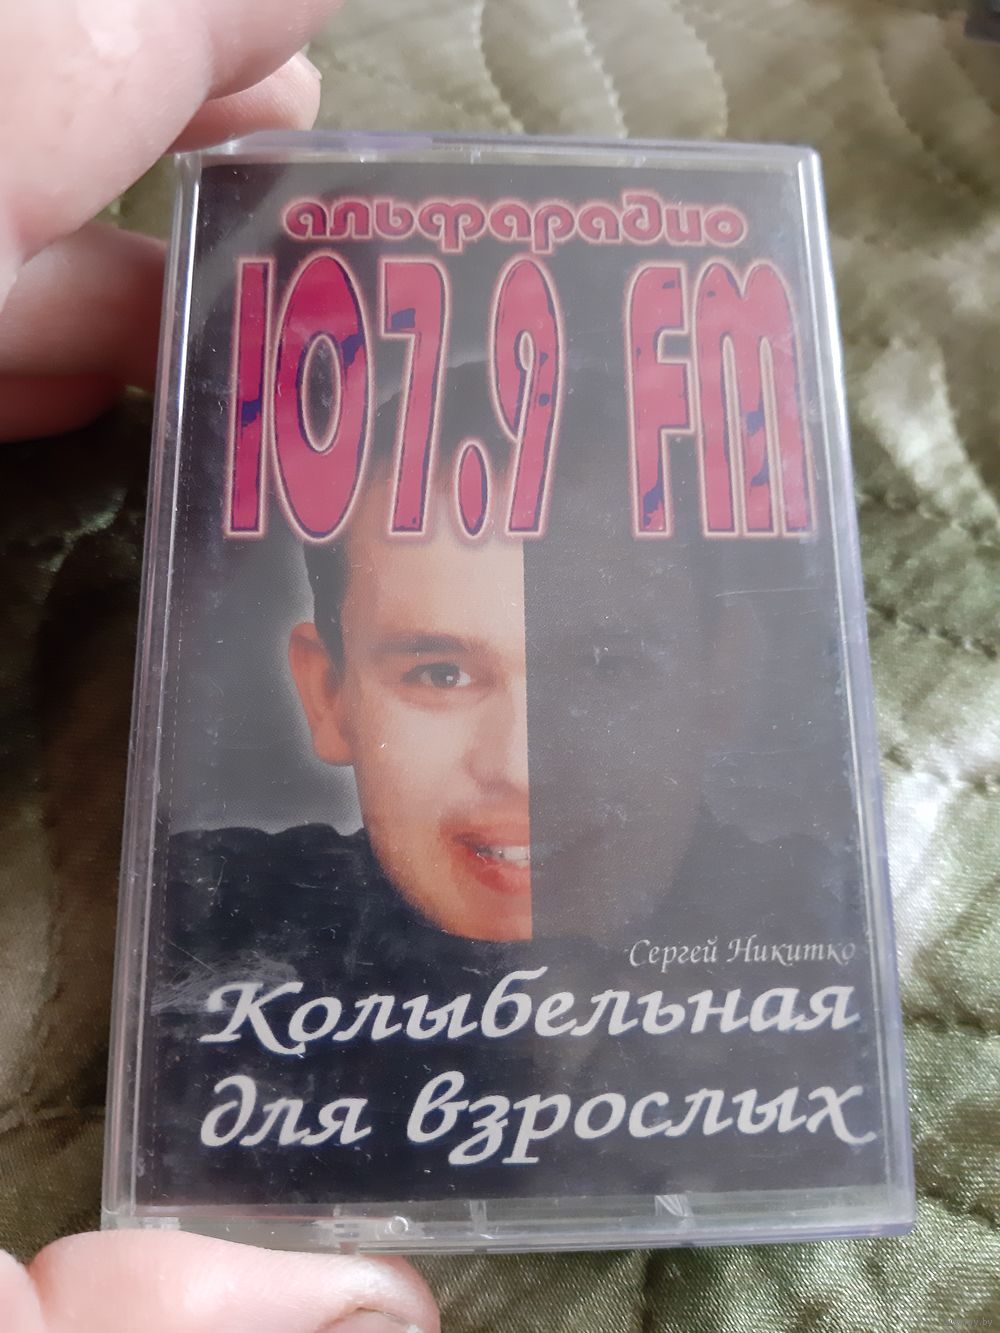 альфарадио
107.9 FM
Сергей Никитко
Колыбельная
для взрослых